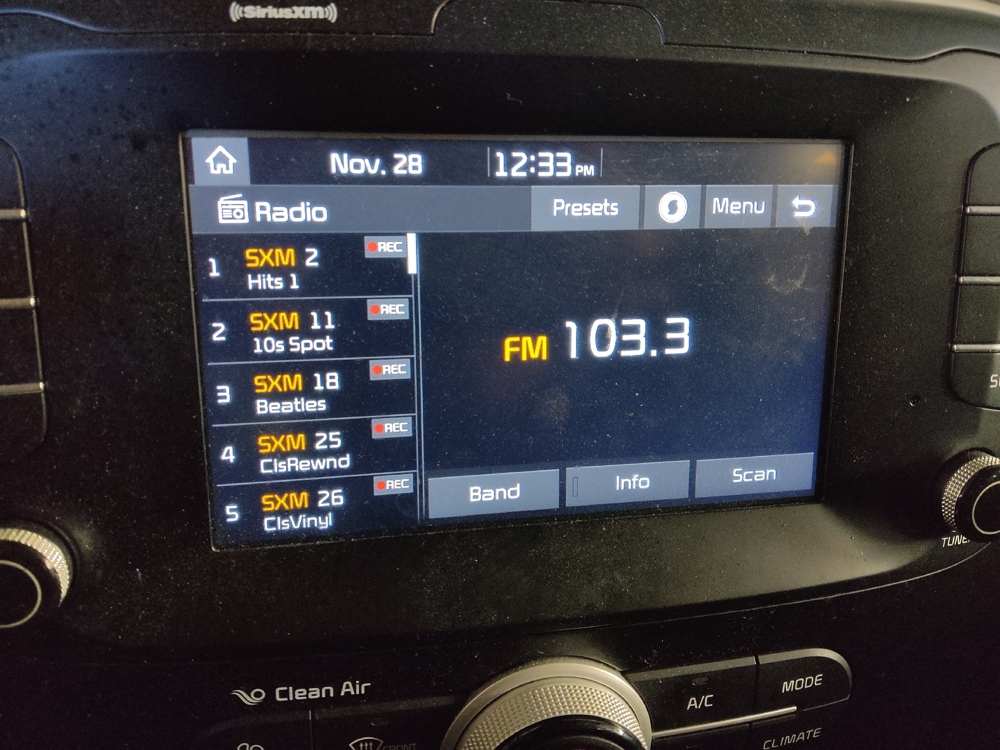 ((SiriusXM))
Nov. 28 12:33 PM
Radio Presets Menu
1 SXM 2 REC
Hits 1
2 SXM 11 REC
10s Spot
3 SXM 18 REC
Beatles
4 SXM 25 REC
ClsRewnd
5 SXM 26 REC
ClsVinyl
FM 103.3
Band Info Scan
Clean Air
A/C
MODE
FRONT
CLIMATE